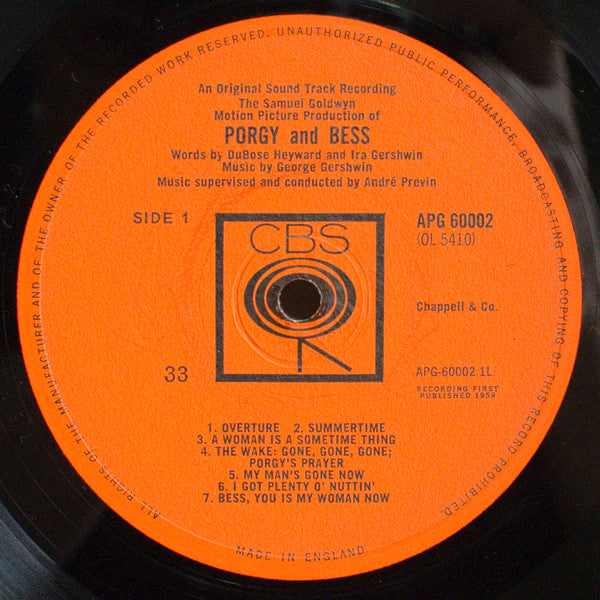 ALL RIGHTS OF THE MANUFACTURER AND OF THE OWNER OF THE RECORDED WORK RESERVED. UNAUTHORIZED PUBLIC PERFORMANCE, BROADCASTING AND COPYING OF THIS RECORD PROHIBITED.
An Original Sound Track Recording
The Samuel Goldwyn
Motion Picture Production of
PORGY and BESS
Words by DuBose Heyward and Ira Gershwin
Music by George Gershwin
Music supervised and conducted by André Previn
SIDE 1
CBS
APG 60002
(OL 5410)
Chappell & Co.
33
APG-60002 1L
RECORDING FIRST
PUBLISHED 1959
1. OVERTURE 2. SUMMERTIME
3. A WOMAN IS A SOMETIME THING
4. THE WAKE: GONE, GONE, GONE;
PORGY'S PRAYER
5. MY MAN'S GONE NOW
6. I GOT PLENTY O' NUTTIN'
7. BESS, YOU IS MY WOMAN NOW
MADE IN ENGLAND